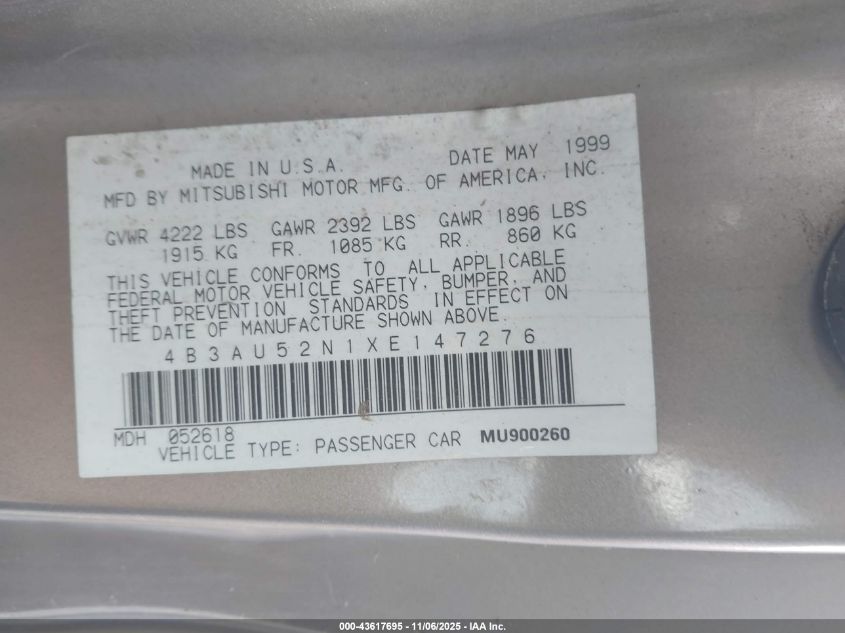 MADE IN U.S.A. DATE MAY 1999
MFD BY MITSUBISHI MOTOR MFG. OF AMERICA, INC.
GVWR 4222 LBS GAWR 2392 LBS GAWR 1896 LBS
1915 KG FR. 1085 KG RR. 860 KG
THIS VEHICLE CONFORMS TO ALL APPLICABLE
FEDERAL MOTOR VEHICLE SAFETY, BUMPER, AND
THEFT PREVENTION STANDARDS IN EFFECT ON
THE DATE OF MANUFACTURE SHOWN ABOVE.
4B3AU52N1XE147276
MDH 052618
VEHICLE TYPE: PASSENGER CAR MU900260
000-43617695 - 11/06/2025 - IAA Inc.